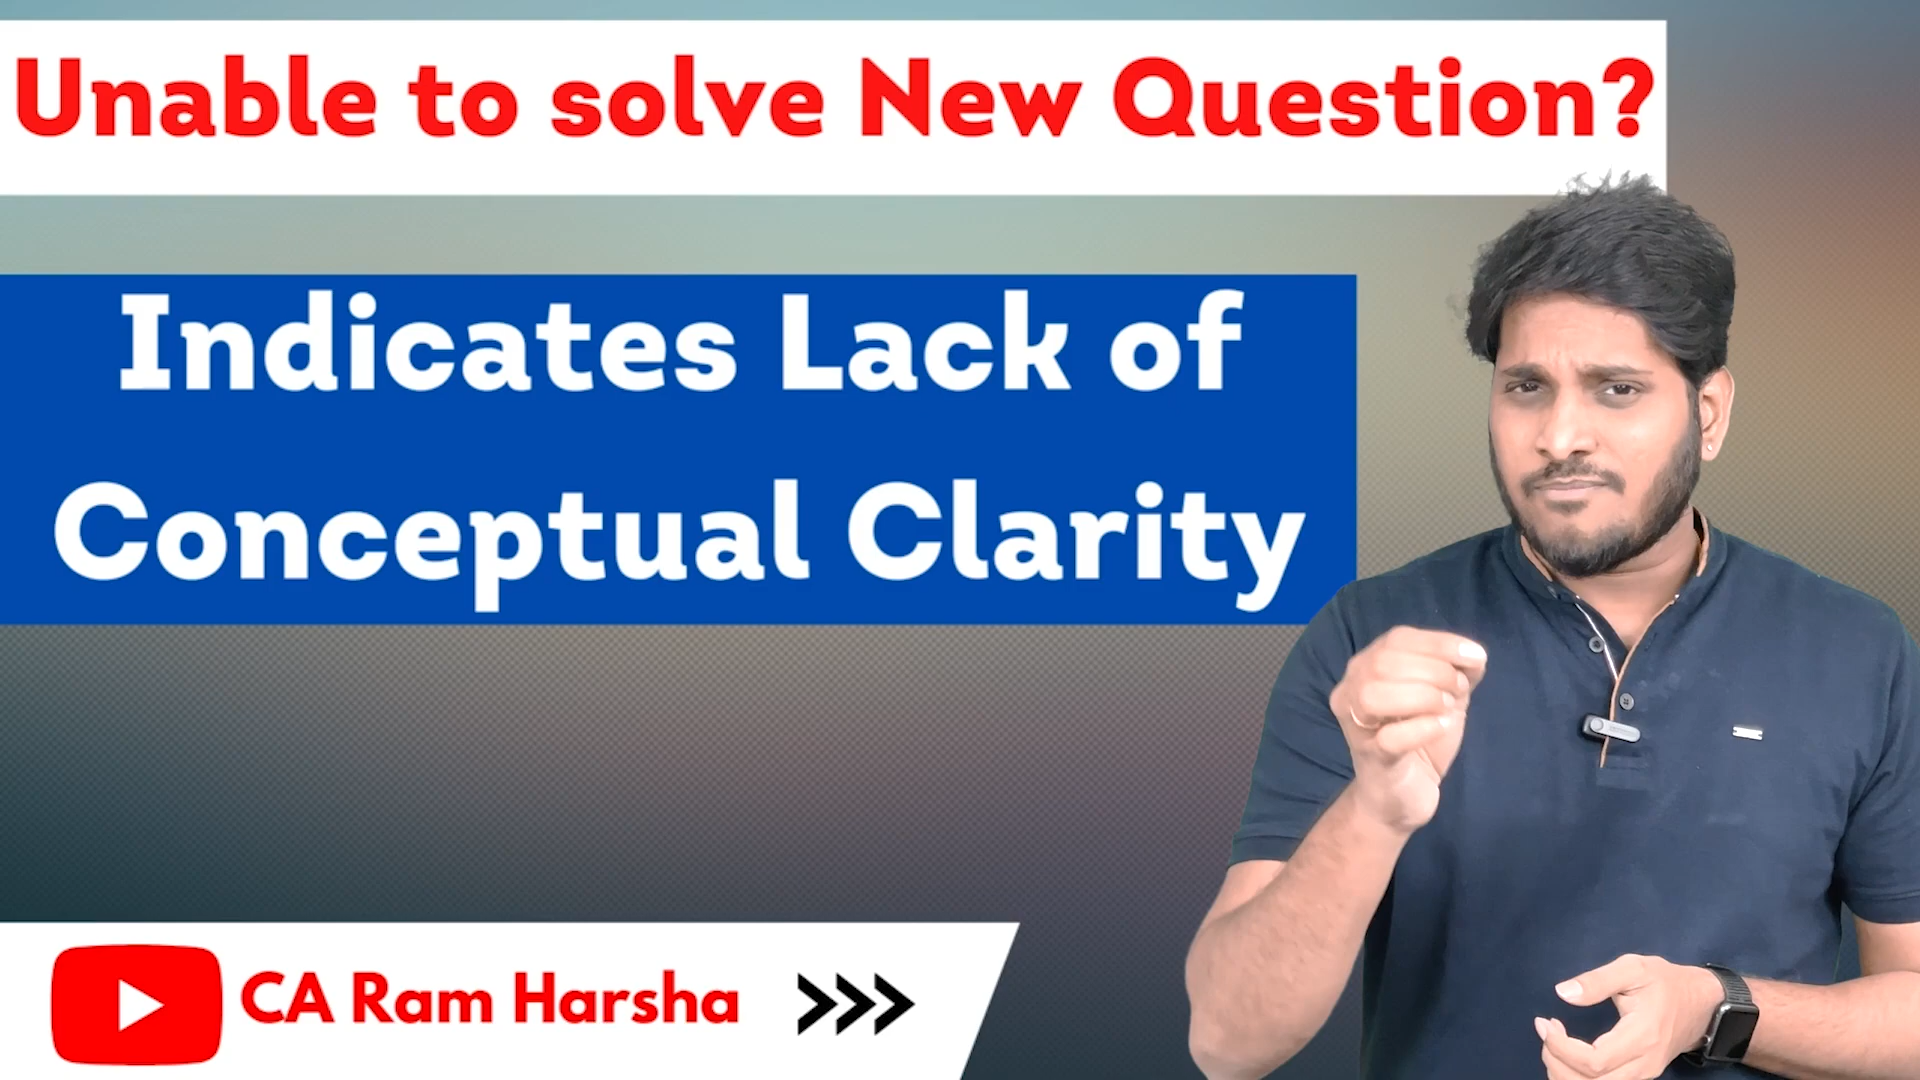 Unable to solve New Question?
Indicates Lack of
Conceptual Clarity
CA Ram Harsha